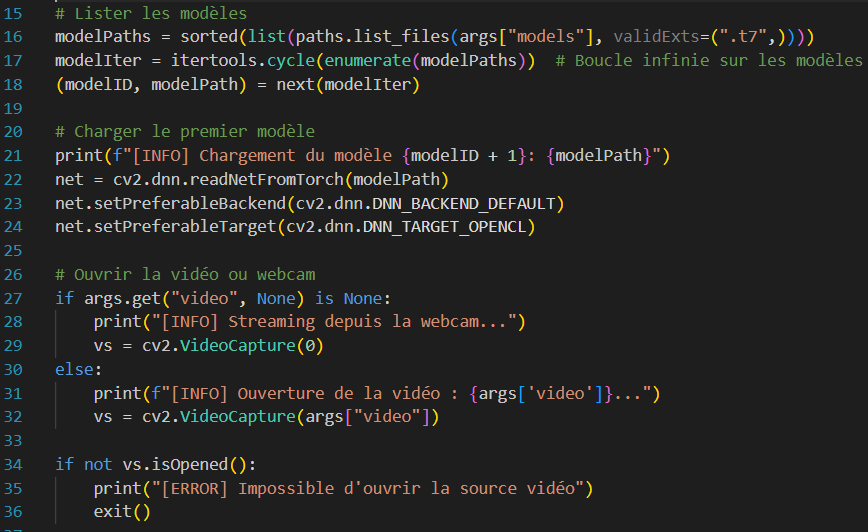 15 # Lister les modèles
16 modelPaths = sorted(list(paths.list_files(args["models"], validExts=(".t7",))))
17 modelIter = itertools.cycle(enumerate(modelPaths))  # Boucle infinie sur les modèles
18 (modelID, modelPath) = next(modelIter)
19
20 # Charger le premier modèle
21 print(f"[INFO] Chargement du modèle {modelID + 1}: {modelPath}")
22 net = cv2.dnn.readNetFromTorch(modelPath)
23 net.setPreferableBackend(cv2.dnn.DNN_BACKEND_DEFAULT)
24 net.setPreferableTarget(cv2.dnn.DNN_TARGET_OPENCL)
25
26 # Ouvrir la vidéo ou webcam
27 if args.get("video", None) is None:
28     print("[INFO] Streaming depuis la webcam...")
29     vs = cv2.VideoCapture(0)
30 else:
31     print(f"[INFO] Ouverture de la vidéo : {args['video']}...")
32     vs = cv2.VideoCapture(args["video"])
33
34 if not vs.isOpened():
35     print("[ERROR] Impossible d'ouvrir la source vidéo")
36     exit()